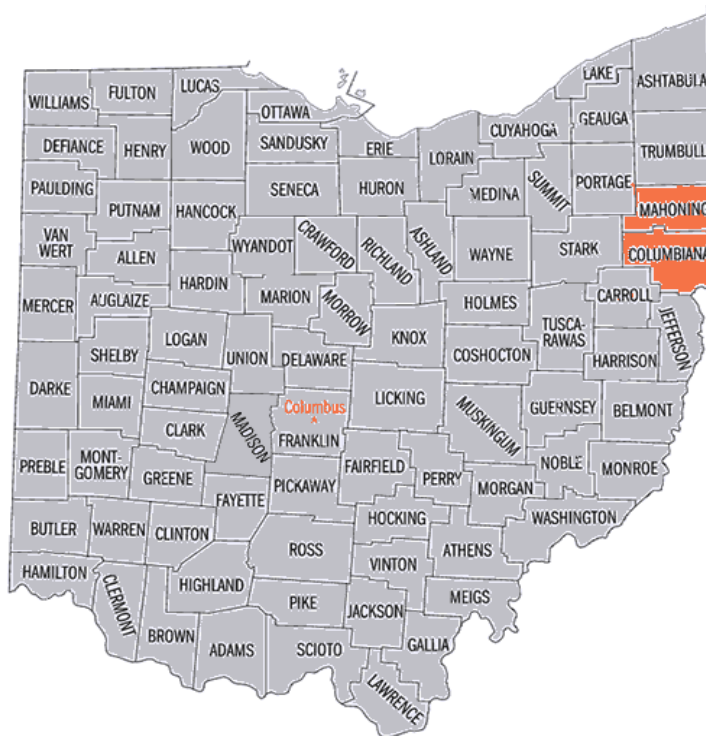 LAKE
ASHTABULA
WILLIAMS
FULTON
LUCAS
OTTAWA
CUYAHOGA
GEAUGA
DEFIANCE
HENRY
WOOD
SANDUSKY
ERIE
LORAIN
TRUMBULL
PAULDING
PUTNAM
HANCOCK
SENECA
HURON
MEDINA
SUMMIT
PORTAGE
MAHONING
VAN
WERT
ALLEN
WYANDOT
CRAWFORD
RICHLAND
ASHLAND
WAYNE
STARK
COLUMBIANA
MERCER
AUGLAIZE
HARDIN
MARION
MORROW
HOLMES
CARROLL
JEFFERSON
SHELBY
LOGAN
UNION
DELAWARE
KNOX
COSHOCTON
TUSCA-
RAWAS
HARRISON
DARKE
MIAMI
CHAMPAIGN
CLARK
MADISON
Columbus
FRANKLIN
LICKING
MUSKINGUM
GUERNSEY
BELMONT
PREBLE
MONT-
GOMERY
GREENE
FAYETTE
PICKAWAY
FAIRFIELD
PERRY
MORGAN
NOBLE
MONROE
BUTLER
WARREN
CLINTON
ROSS
HOCKING
ATHENS
WASHINGTON
HAMILTON
CLERMONT
BROWN
HIGHLAND
ADAMS
PIKE
SCIOTO
VINTON
JACKSON
MEIGS
GALLIA
LAWRENCE